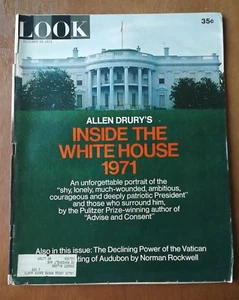 LOOK
35¢
ALLEN DRURY'S
INSIDE THE
WHITE HOUSE
1971
An unforgettable portrait of the
"shy, lonely, much-wounded, ambitious,
courageous and deeply patriotic President"
and those who surround him,
by the Pulitzer Prize-winning author of
"Advise and Consent"
Also in this issue: The Declining Power of the Vatican
ting of Audubon by Norman Rockwell